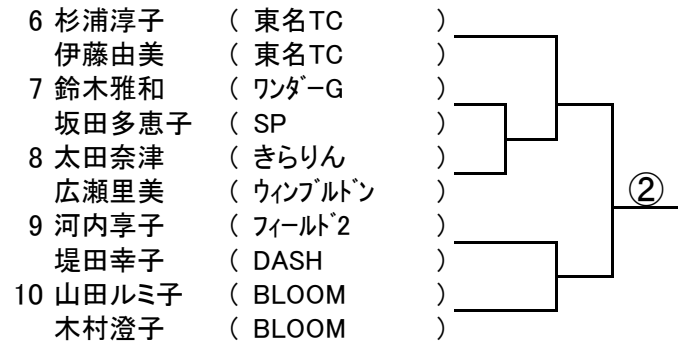 6 杉浦淳子 ( 東名TC )
伊藤由美 ( 東名TC )
7 鈴木雅和 ( ﾜﾝﾀﾞｰG )
坂田多恵子 ( SP )
8 太田奈津 ( きらりん )
広瀬里美 ( ｳｨﾝﾌﾞﾙﾄﾞﾝ )
②
9 河内享子 ( ﾌｨｰﾙﾄﾞ2 )
堤田幸子 ( DASH )
10 山田ルミ子 ( BLOOM )
木村澄子 ( BLOOM )